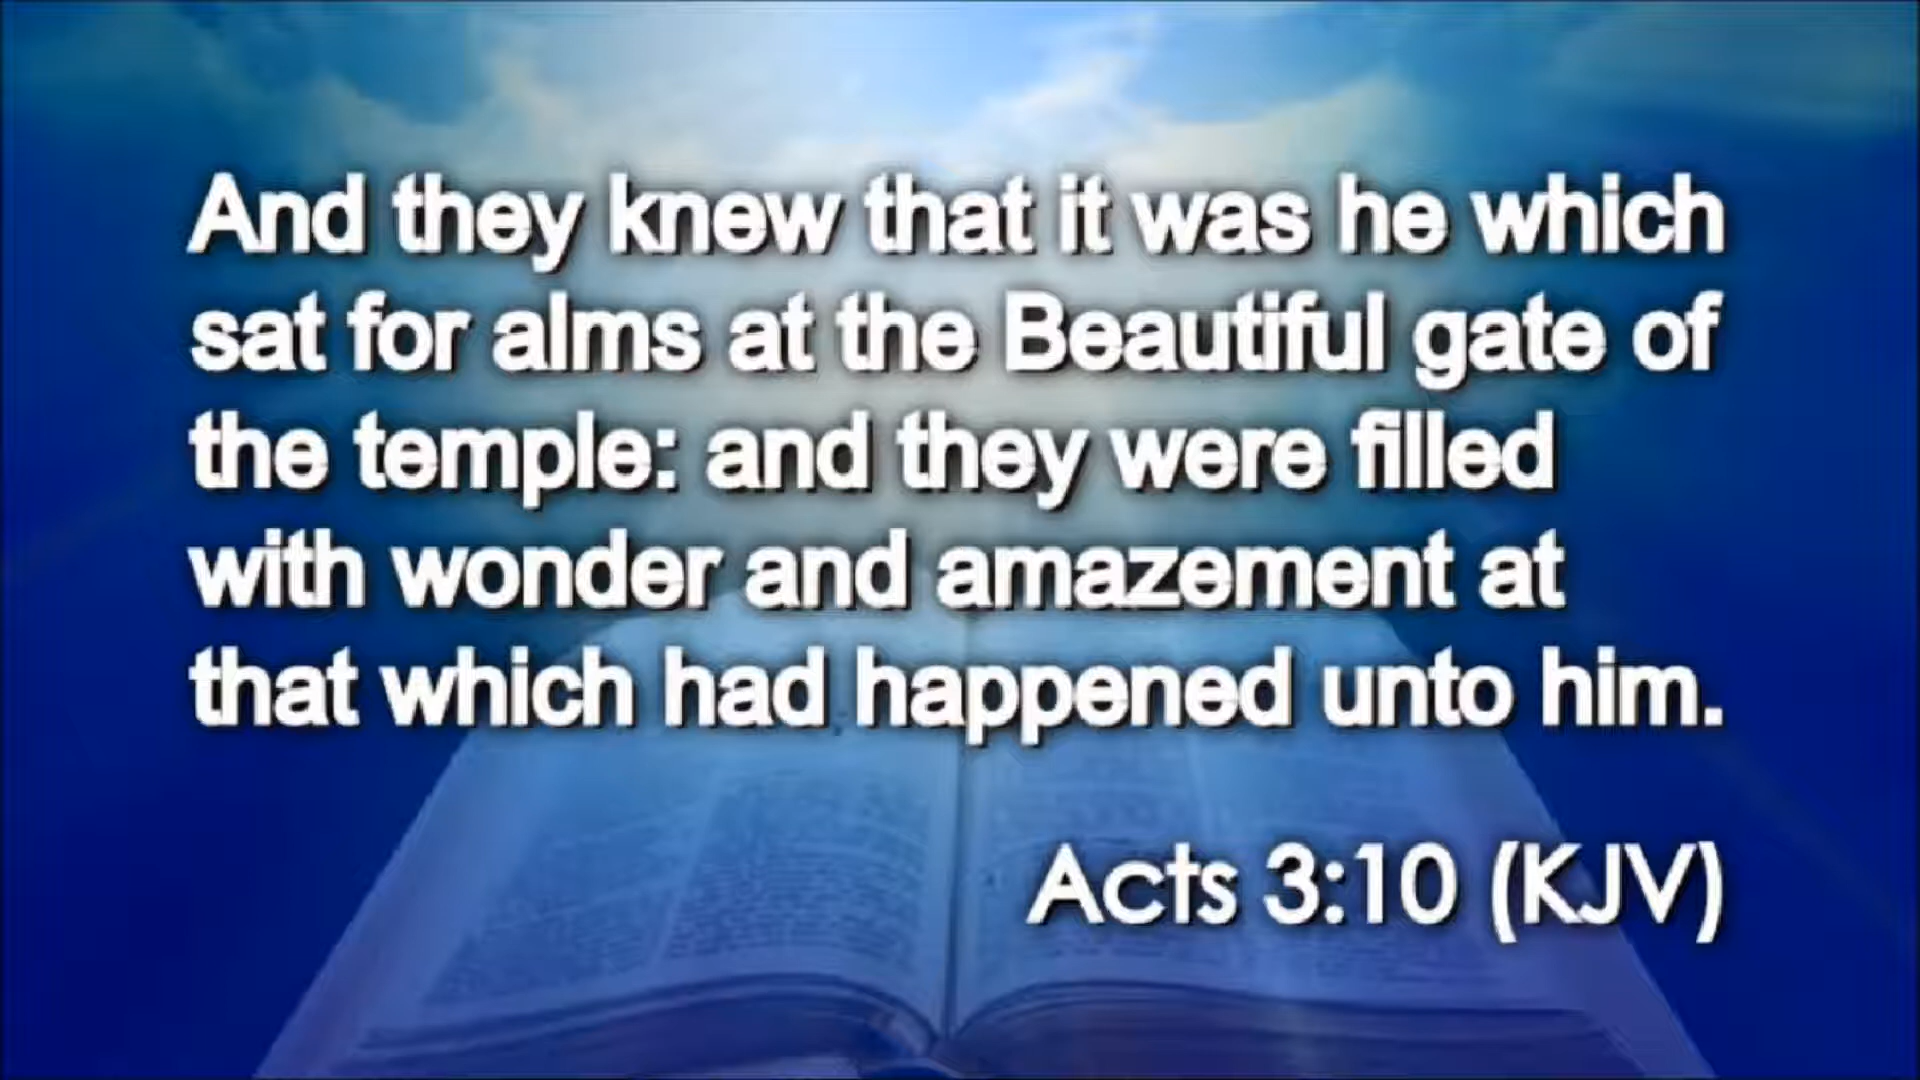 And they knew that it was he which
sat for alms at the Beautiful gate of
the temple: and they were filled
with wonder and amazement at
that which had happened unto him.
Acts 3:10 (KJV)